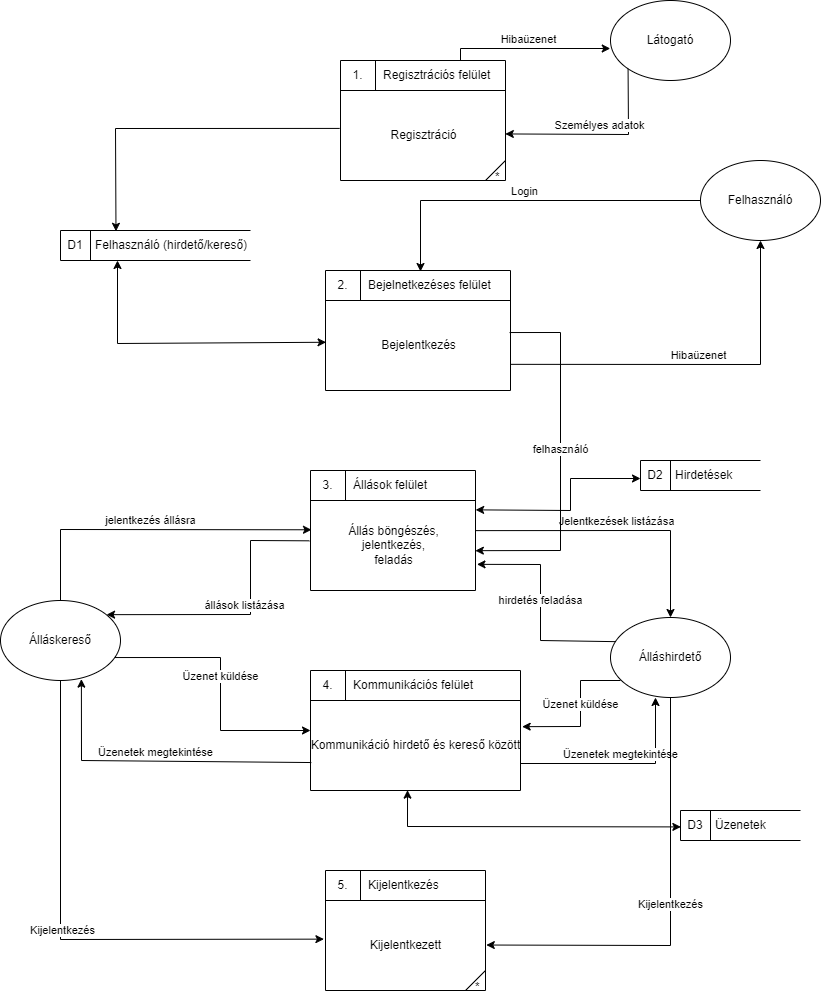 Hibaüzenet
Látogató
1.
Regisztrációs felület
Személyes adatok
Regisztráció
*
Login
Felhasználó
D1
Felhasználó (hirdető/kereső)
2.
Bejelnetkezéses felület
Bejelentkezés
Hibaüzenet
felhasználó
D2
Hirdetések
3.
Állások felület
jelentkezés állásra
Jelentkezések listázása
Állás böngészés,
jelentkezés,
feladás
állások listázása
hirdetés feladása
Álláskereső
Álláshirdető
Üzenet küldése
4.
Kommunikációs felület
Üzenet küldése
Kommunikáció hirdető és kereső között
Üzenetek megtekintése
Üzenetek megtekintése
D3
Üzenetek
5.
Kijelentkezés
Kijelentkezés
Kijelentkezés
Kijelentkezett
*